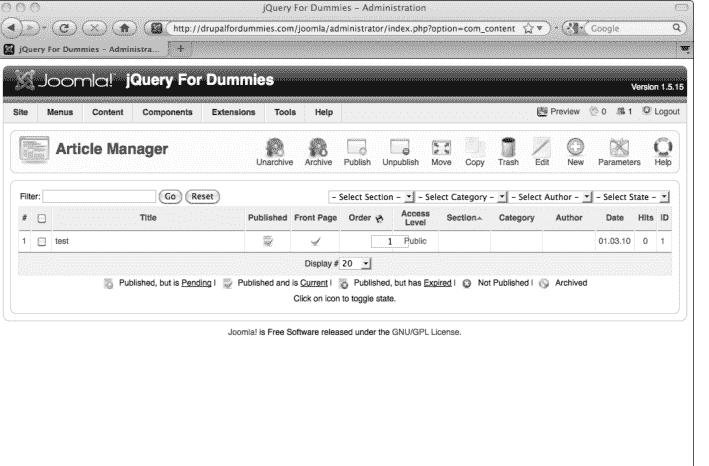 jQuery For Dummies – Administration
http://drupalfordummies.com/joomla/administrator/index.php?option=com_content
Google
jQuery For Dummies – Administra...
Joomla! jQuery For Dummies
Version 1.5.15
Site Menus Content Components Extensions Tools Help Preview 0 1 Logout
Article Manager
Unarchive Archive Publish Unpublish Move Copy Trash Edit New Parameters Help
Filter: Go Reset - Select Section - - Select Category - - Select Author - - Select State -
# Title Published Front Page Order Access Level Section Category Author Date Hits ID
1 test 1 Public 01.03.10 0 1
Display # 20
Published, but is Pending | Published and is Current | Published, but has Expired | Not Published | Archived
Click on icon to toggle state.
Joomla! is Free Software released under the GNU/GPL License.